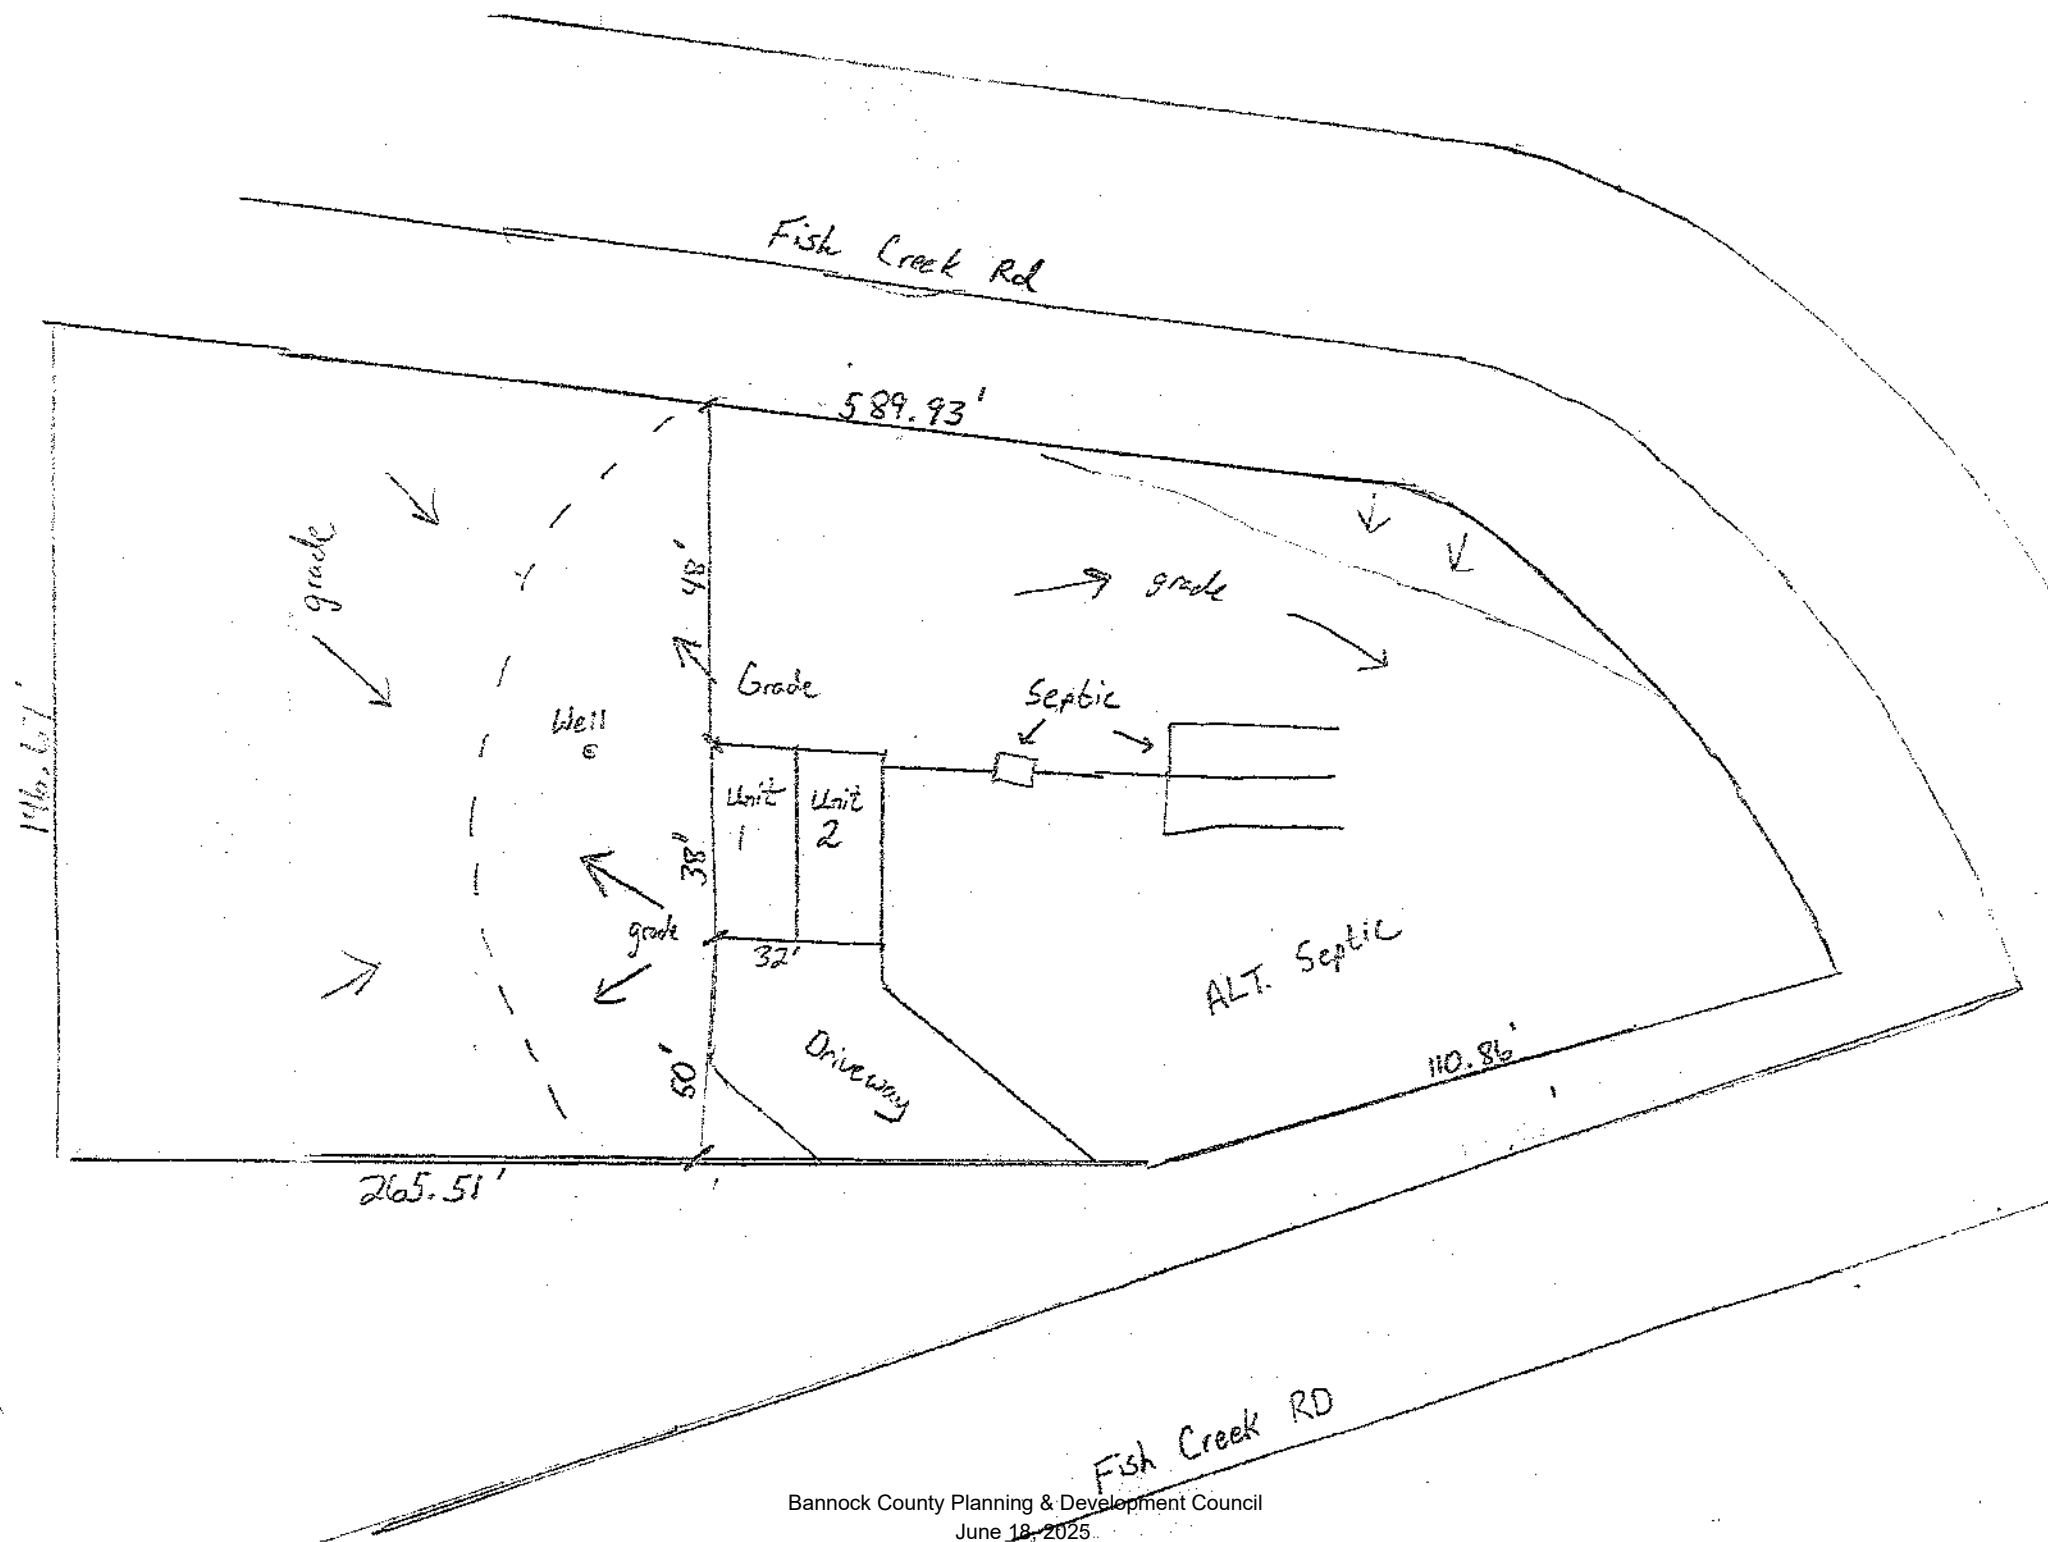 Fish Creek Rd
589.93'
grade
48'
grade
Grade
Septic
Well
Unit
1
Unit
2
38"
grade
32'
ALT. Septic
50'
Driveway
110.86'
265.51'
Fish Creek RD
Bannock County Planning & Development Council
June 18, 2025